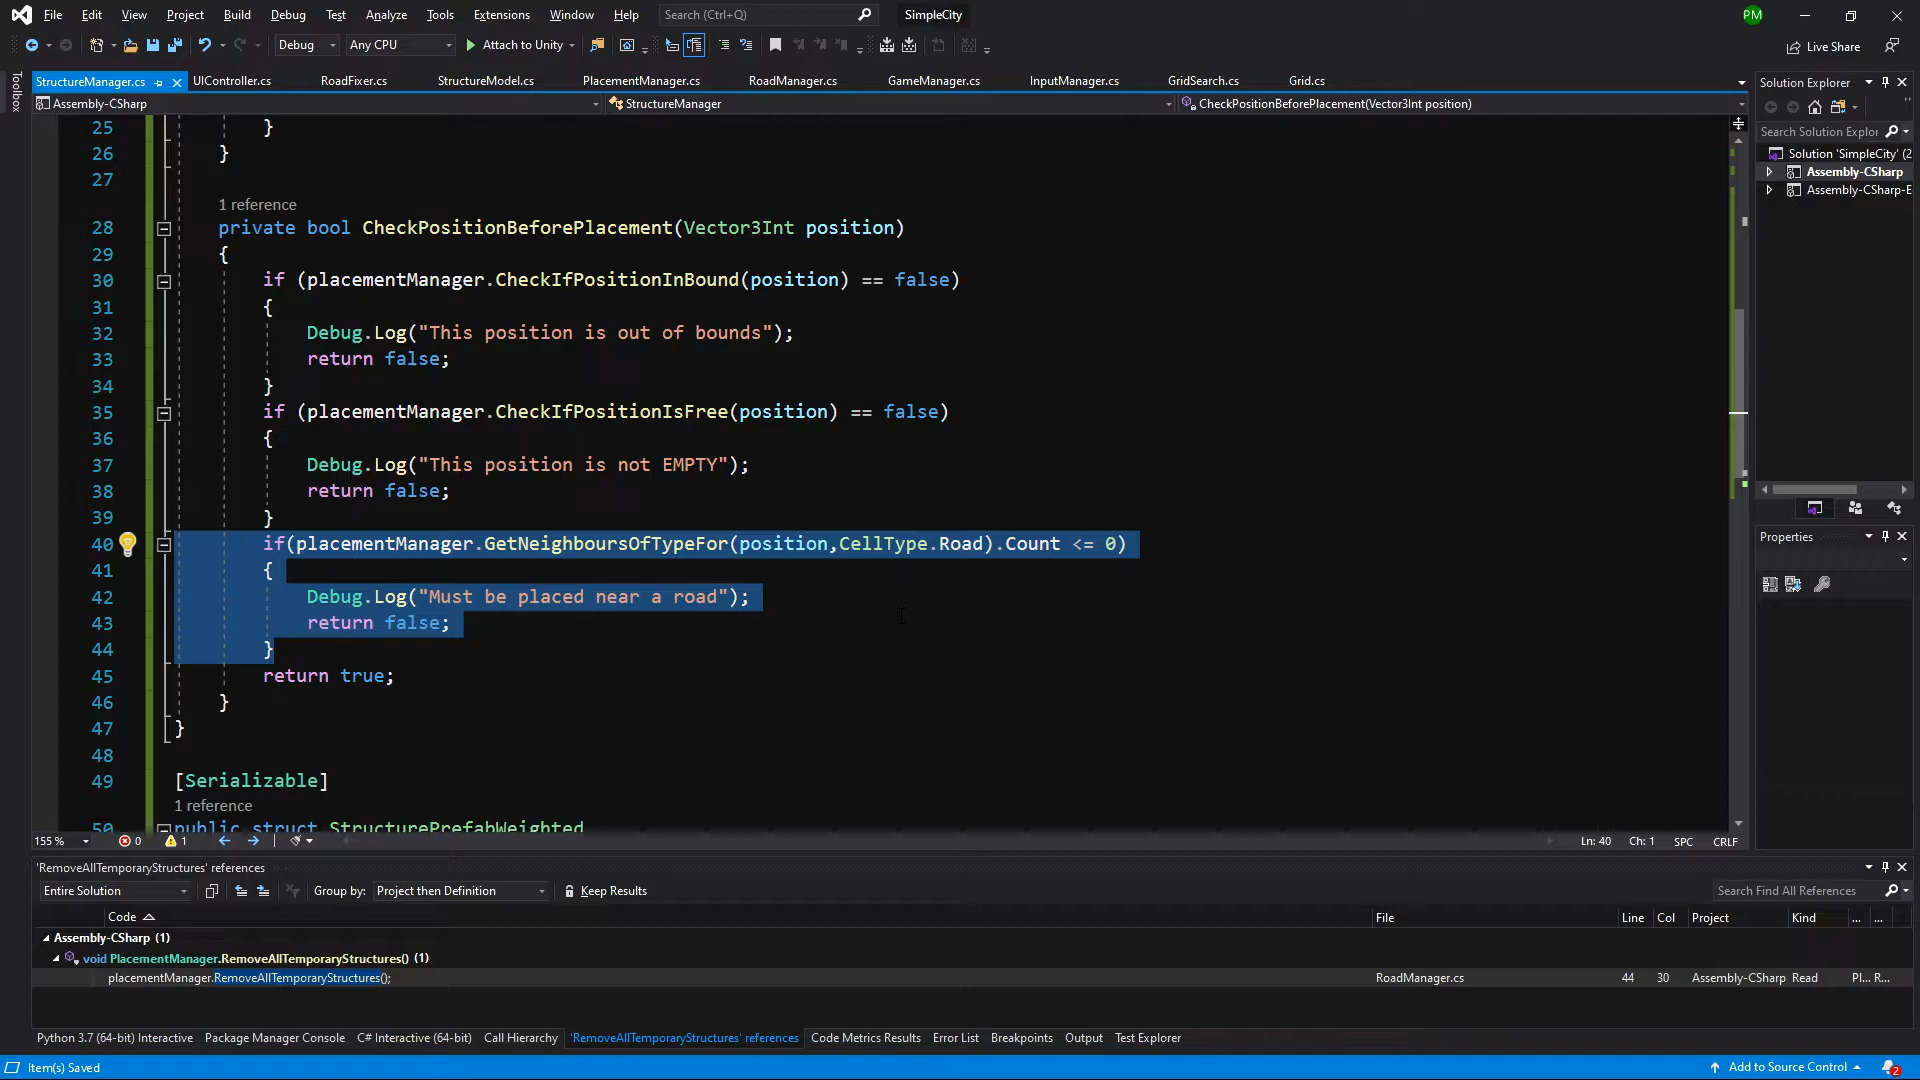 File Edit View Project Build Debug Test Analyze Tools Extensions Window Help Search (Ctrl+Q) SimpleCity PM
Debug Any CPU Attach to Unity Live Share
Toolbox
StructureManager.cs UIController.cs RoadFixer.cs StructureModel.cs PlacementManager.cs RoadManager.cs GameManager.cs InputManager.cs GridSearch.cs Grid.cs
Assembly-CSharp StructureManager CheckPositionBeforePlacement(Vector3Int position)
25 }
26 }
27
1 reference
28 private bool CheckPositionBeforePlacement(Vector3Int position)
29 {
30 if (placementManager.CheckIfPositionInBound(position) == false)
31 {
32 Debug.Log("This position is out of bounds");
33 return false;
34 }
35 if (placementManager.CheckIfPositionIsFree(position) == false)
36 {
37 Debug.Log("This position is not EMPTY");
38 return false;
39 }
40 if(placementManager.GetNeighboursOfTypeFor(position,CellType.Road).Count <= 0)
41 {
42 Debug.Log("Must be placed near a road");
43 return false;
44 }
45 return true;
46 }
47 }
48
49 [Serializable]
1 reference
50 public struct StructurePrefabWeighted
155 % 0 1 Ln: 40 Ch: 1 SPC CRLF
Solution Explorer
Search Solution Explor
Solution 'SimpleCity' (2
Assembly-CSharp
Assembly-CSharp-E
Properties
'RemoveAllTemporaryStructures' references
Entire Solution Group by: Project then Definition Keep Results Search Find All References
Code File Line Col Project Kind ... ...
Assembly-CSharp (1)
void PlacementManager.RemoveAllTemporaryStructures() (1)
placementManager.RemoveAllTemporaryStructures(); RoadManager.cs 44 30 Assembly-CSharp Read Pl... R...
Python 3.7 (64-bit) Interactive Package Manager Console C# Interactive (64-bit) Call Hierarchy 'RemoveAllTemporaryStructures' references Code Metrics Results Error List Breakpoints Output Test Explorer
Item(s) Saved Add to Source Control 2